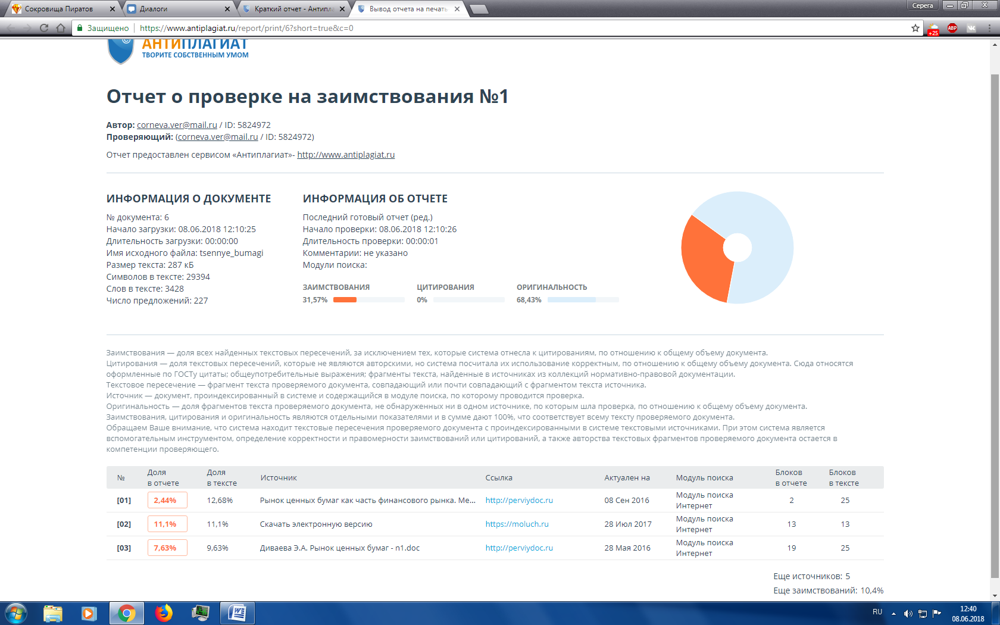 Сокровища Пиратов
Диалоги
Краткий отчет - Антипла
Вывод отчета на печать
Серега
Защищено https://www.antiplagiat.ru/report/print/6?short=true&c=0
+25
ABP
АНТИПЛАГИАТ
ТВОРИТЕ СОБСТВЕННЫМ УМОМ
Отчет о проверке на заимствования №1
Автор: corneva.ver@mail.ru / ID: 5824972
Проверяющий: (corneva.ver@mail.ru / ID: 5824972)
Отчет предоставлен сервисом «Антиплагиат»- http://www.antiplagiat.ru
ИНФОРМАЦИЯ О ДОКУМЕНТЕ
№ документа: 6
Начало загрузки: 08.06.2018 12:10:25
Длительность загрузки: 00:00:00
Имя исходного файла: tsennye_bumagi
Размер текста: 287 кБ
Символов в тексте: 29394
Слов в тексте: 3428
Число предложений: 227
ИНФОРМАЦИЯ ОБ ОТЧЕТЕ
Последний готовый отчет (ред.)
Начало проверки: 08.06.2018 12:10:26
Длительность проверки: 00:00:01
Комментарии: не указано
Модули поиска:
ЗАИМСТВОВАНИЯ ЦИТИРОВАНИЯ ОРИГИНАЛЬНОСТЬ
31,57% 0% 68,43%
Заимствования — доля всех найденных текстовых пересечений, за исключением тех, которые система отнесла к цитированиям, по отношению к общему объему документа.
Цитирования — доля текстовых пересечений, которые не являются авторскими, но система посчитала их использование корректным, по отношению к общему объему документа. Сюда относятся
оформленные по ГОСТу цитаты; общеупотребительные выражения; фрагменты текста, найденные в источниках из коллекций нормативно-правовой документации.
Текстовое пересечение — фрагмент текста проверяемого документа, совпадающий или почти совпадающий с фрагментом текста источника.
Источник — документ, проиндексированный в системе и содержащийся в модуле поиска, по которому проводится проверка.
Оригинальность — доля фрагментов текста проверяемого документа, не обнаруженных ни в одном источнике, по которым шла проверка, по отношению к общему объему документа.
Заимствования, цитирования и оригинальность являются отдельными показателями и в сумме дают 100%, что соответствует всему тексту проверяемого документа.
Обращаем Ваше внимание, что система находит текстовые пересечения проверяемого документа с проиндексированными в системе текстовыми источниками. При этом система является
вспомогательным инструментом, определение корректности и правомерности заимствований или цитирований, а также авторства текстовых фрагментов проверяемого документа остается в
компетенции проверяющего.
№ Доля в отчете Доля в тексте Источник Ссылка Актуален на Модуль поиска Блоков в отчете Блоков в тексте
[01] 2,44% 12,68% Рынок ценных бумаг как часть финансового рынка. Ме... http://perviydoc.ru 08 Сен 2016 Модуль поиска Интернет 2 25
[02] 11,1% 11,1% Скачать электронную версию https://moluch.ru 28 Июл 2017 Модуль поиска Интернет 13 13
[03] 7,63% 9,63% Диваева Э.А. Рынок ценных бумаг - n1.doc http://perviydoc.ru 28 Мая 2016 Модуль поиска Интернет 19 25
Еще источников: 5
Еще заимствований: 10,4%
RU
12:40
08.06.2018